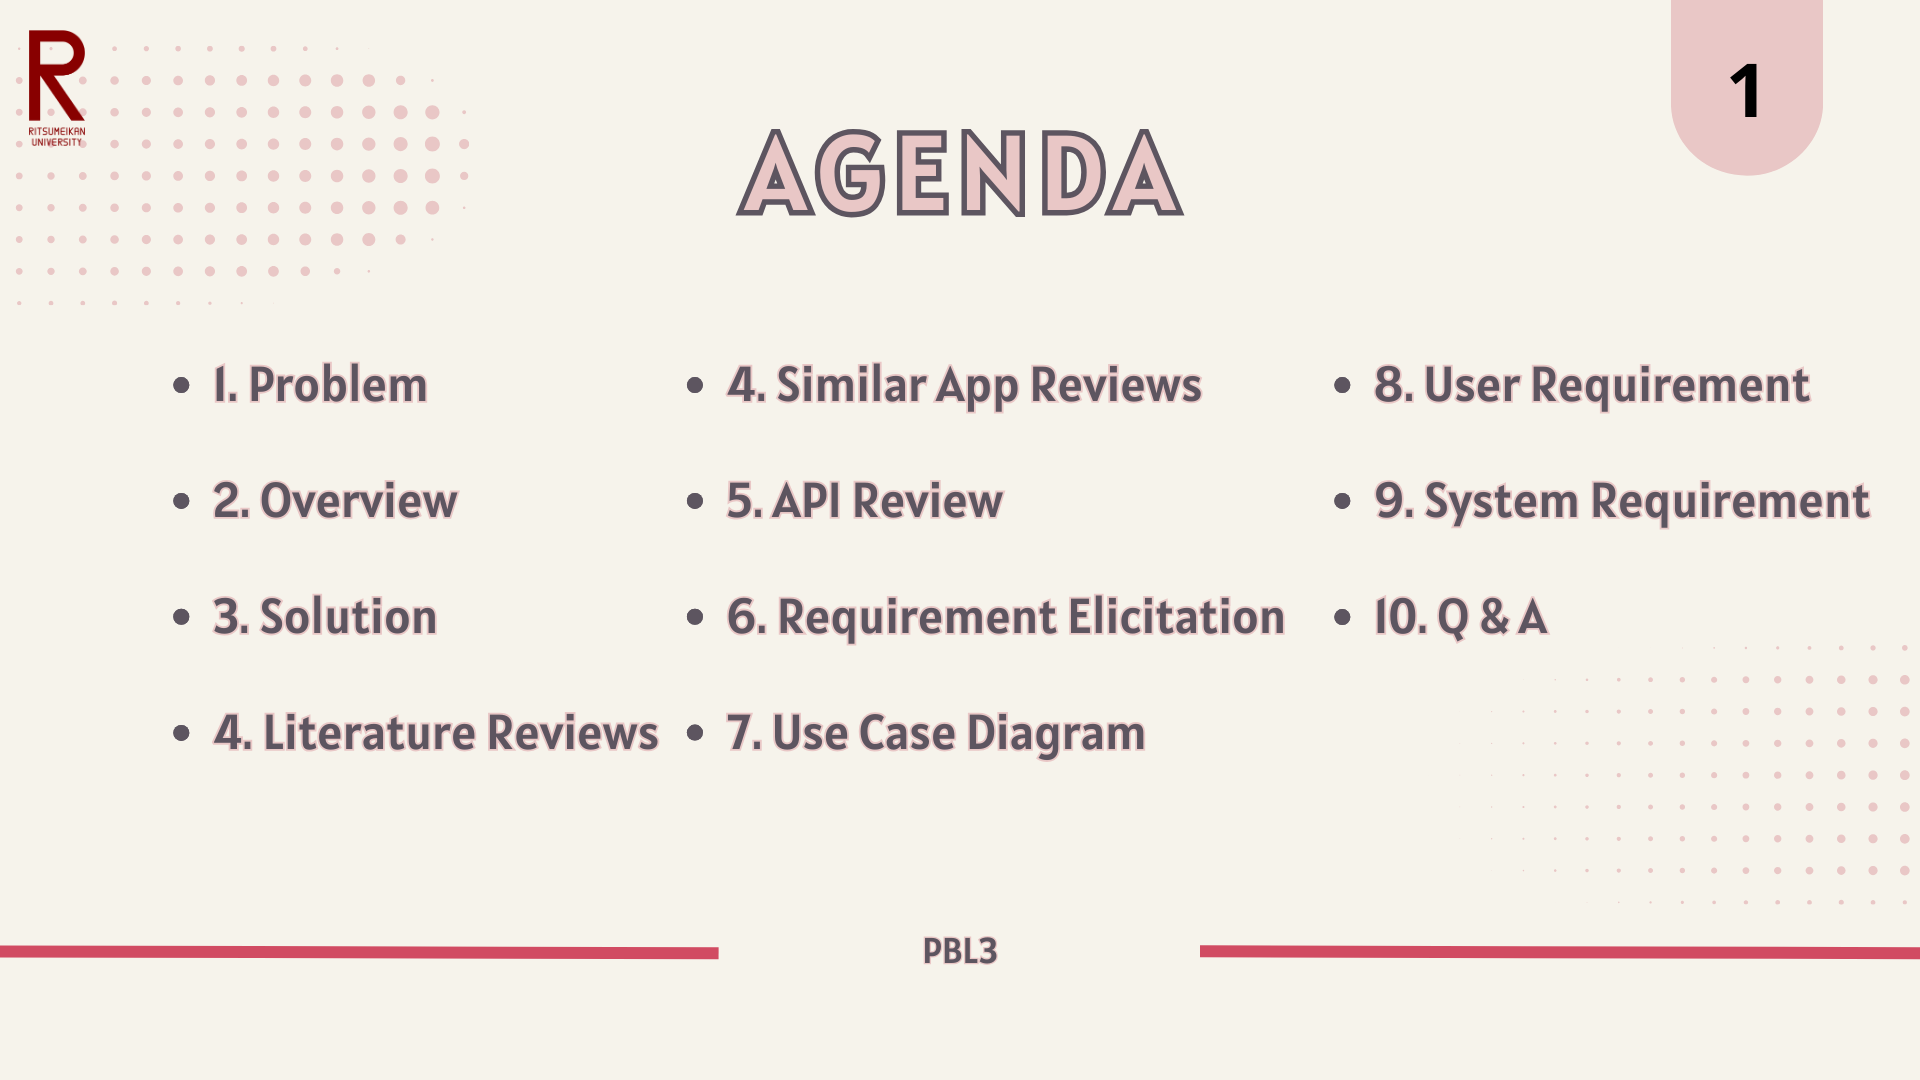 RITSUMEIKAN
UNIVERSITY
1
AGENDA
• 1. Problem
• 2. Overview
• 3. Solution
• 4. Literature Reviews
• 4. Similar App Reviews
• 5. API Review
• 6. Requirement Elicitation
• 7. Use Case Diagram
• 8. User Requirement
• 9. System Requirement
• 10. Q & A
PBL3